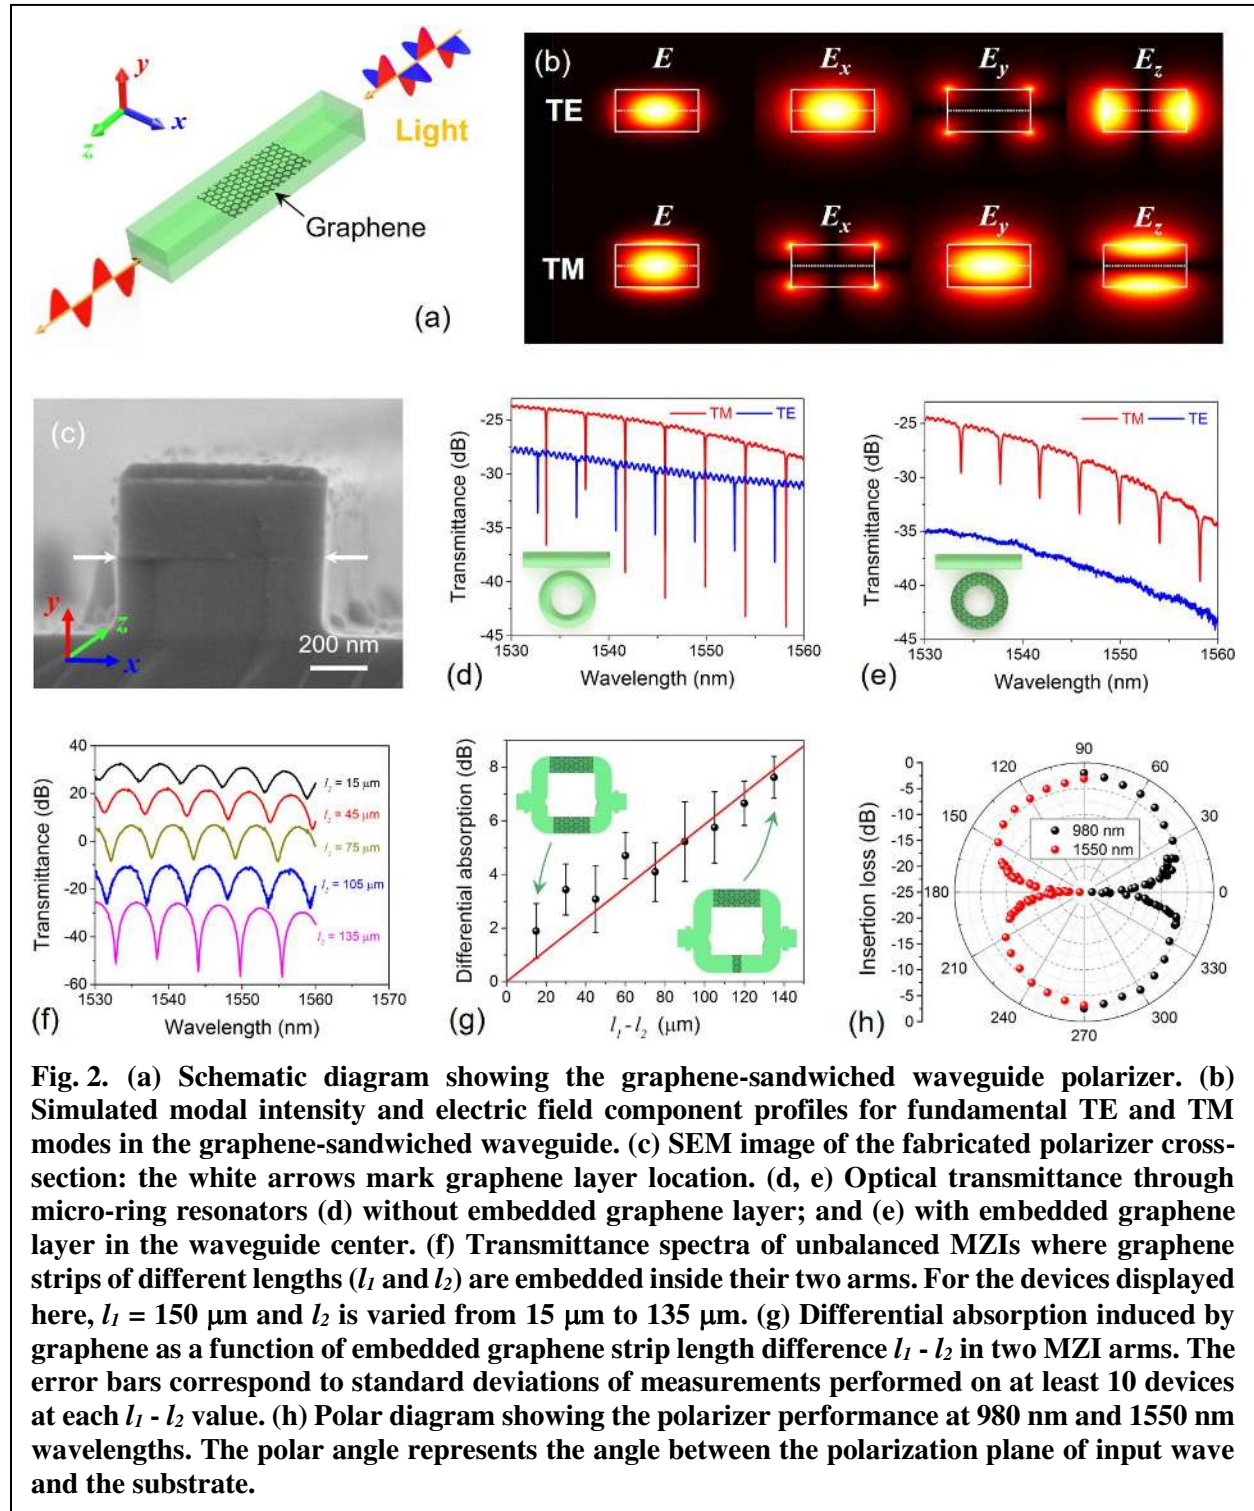 y
x
z
Light
Graphene
(a)
(b)
E
Ex
Ey
Ez
TE
E
Ex
Ey
Ez
TM
(c)
y
z
x
200 nm
TM TE
-25
-30
-35
-40
-45
Transmittance (dB)
1530 1540 1550 1560
(d)
Wavelength (nm)
TM TE
-25
-30
-35
-40
-45
Transmittance (dB)
1530 1540 1550 1560
(e)
Wavelength (nm)
40
20
0
-20
-40
-60
Transmittance (dB)
l2 = 15 μm
l2 = 45 μm
l2 = 75 μm
l2 = 105 μm
l2 = 135 μm
1530 1540 1550 1560 1570
(f)
Wavelength (nm)
8
6
4
2
0
Differential absorption (dB)
0 20 40 60 80 100 120 140
(g)
l1 - l2 (μm)
0
-5
-10
-15
-20
-25
-20
-15
-10
-5
0
Insertion loss (dB)
90
120 60
150 30
180 0
210 330
240 300
270
980 nm
1550 nm
(h)
Fig. 2. (a) Schematic diagram showing the graphene-sandwiched waveguide polarizer. (b)
Simulated modal intensity and electric field component profiles for fundamental TE and TM
modes in the graphene-sandwiched waveguide. (c) SEM image of the fabricated polarizer cross-
section: the white arrows mark graphene layer location. (d, e) Optical transmittance through
micro-ring resonators (d) without embedded graphene layer; and (e) with embedded graphene
layer in the waveguide center. (f) Transmittance spectra of unbalanced MZIs where graphene
strips of different lengths (l1 and l2) are embedded inside their two arms. For the devices displayed
here, l1 = 150 μm and l2 is varied from 15 μm to 135 μm. (g) Differential absorption induced by
graphene as a function of embedded graphene strip length difference l1 - l2 in two MZI arms. The
error bars correspond to standard deviations of measurements performed on at least 10 devices
at each l1 - l2 value. (h) Polar diagram showing the polarizer performance at 980 nm and 1550 nm
wavelengths. The polar angle represents the angle between the polarization plane of input wave
and the substrate.